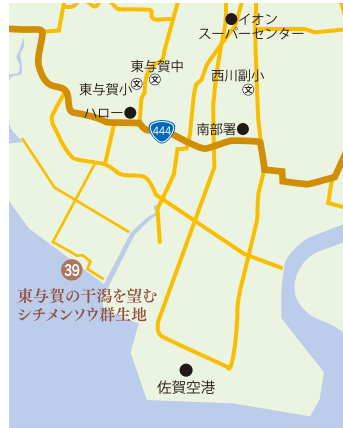 イオン
スーパーセンター
東与賀中
西川副小
東与賀小
ハロー
444
南部署
39
東与賀の干潟を望む
シチメンソウ群生地
佐賀空港